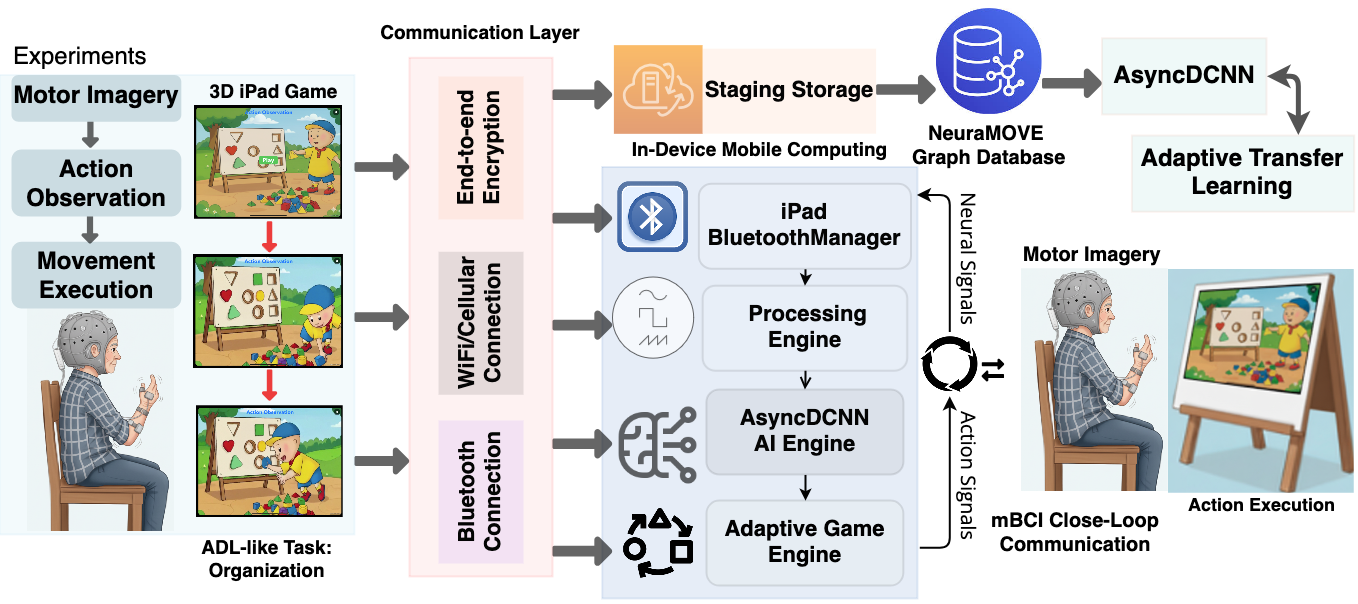 Experiments
Motor Imagery
Action
Observation
Movement
Execution
3D iPad Game
Action Observation
Play
Action Observation
Action Observation
ADL-like Task:
Organization
Communication Layer
End-to-end
Encryption
WiFi/Cellular
Connection
Bluetooth
Connection
Staging Storage
NeuraMOVE
Graph Database
AsyncDCNN
Adaptive Transfer
Learning
In-Device Mobile Computing
iPad
BluetoothManager
Processing
Engine
AsyncDCNN
AI Engine
Adaptive Game
Engine
Neural Signals
Action Signals
Motor Imagery
mBCI Close-Loop
Communication
Action Execution